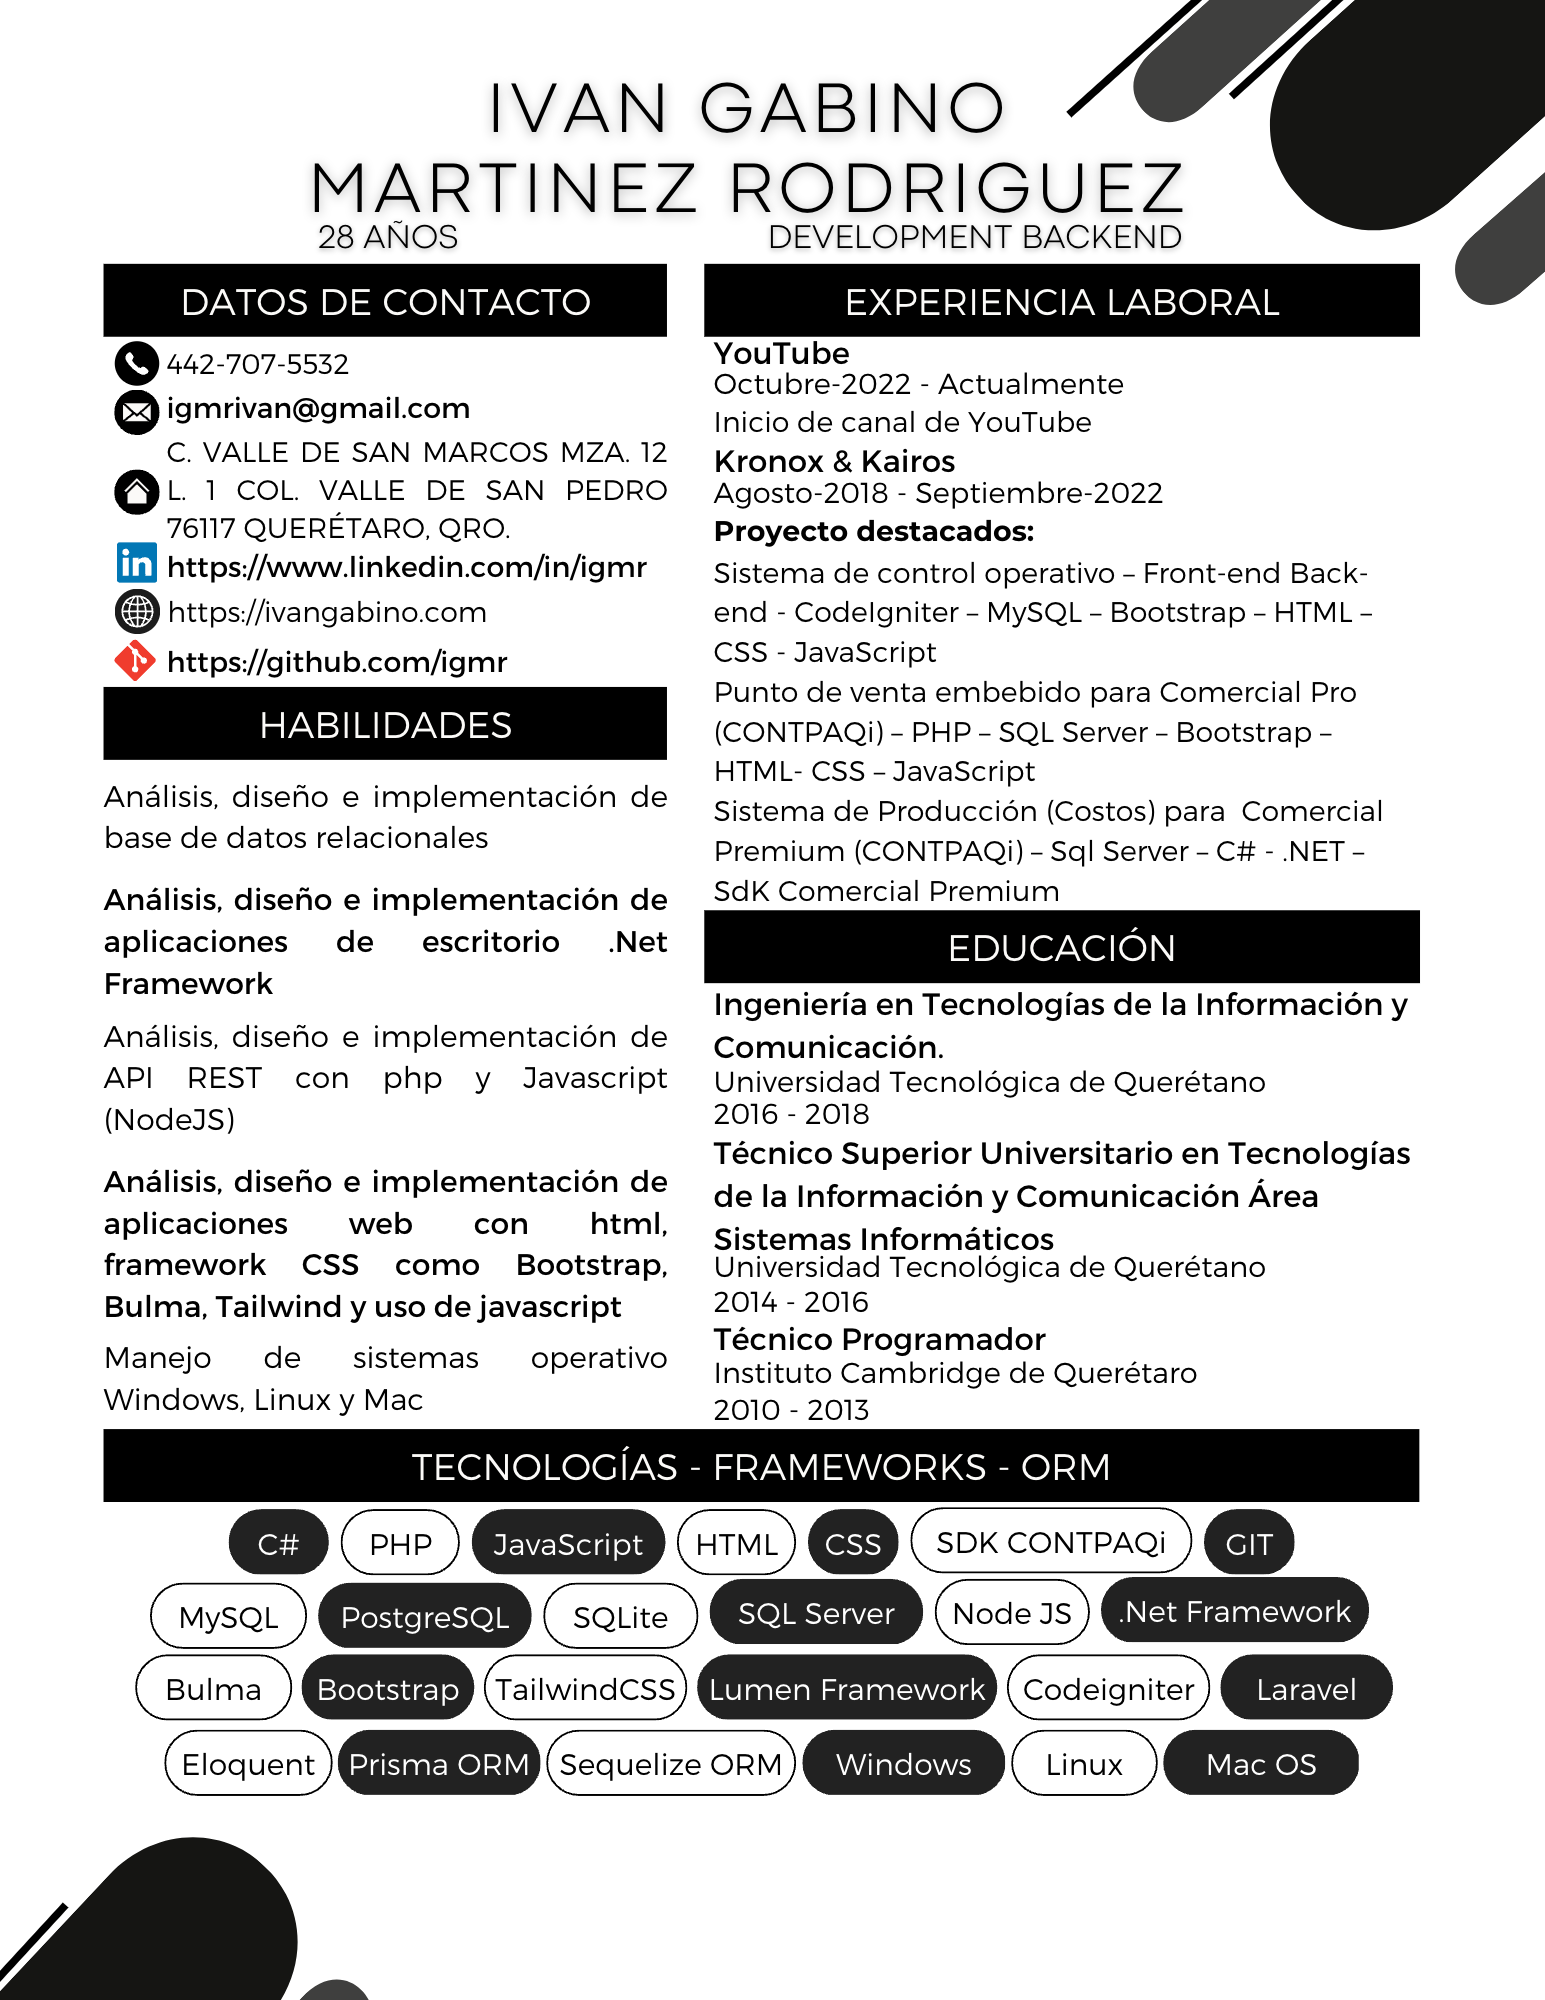 IVAN GABINO
MARTINEZ RODRIGUEZ
28 AÑOS
DEVELOPMENT BACKEND
DATOS DE CONTACTO
442-707-5532
igmrivan@gmail.com
C. VALLE DE SAN MARCOS MZA. 12
L. 1 COL. VALLE DE SAN PEDRO
76117 QUERÉTARO, QRO.
in
https://www.linkedin.com/in/igmr
https://ivangabino.com
https://github.com/igmr
HABILIDADES
Análisis, diseño e implementación de
base de datos relacionales
Análisis, diseño e implementación de
aplicaciones de escritorio .Net
Framework
Análisis, diseño e implementación de
API REST con php y Javascript
(NodeJS)
Análisis, diseño e implementación de
aplicaciones web con html,
framework CSS como Bootstrap,
Bulma, Tailwind y uso de javascript
Manejo de sistemas operativo
Windows, Linux y Mac
EXPERIENCIA LABORAL
YouTube
Octubre-2022 - Actualmente
Inicio de canal de YouTube
Kronox & Kairos
Agosto-2018 - Septiembre-2022
Proyecto destacados:
Sistema de control operativo – Front-end Back-
end - CodeIgniter – MySQL – Bootstrap – HTML –
CSS - JavaScript
Punto de venta embebido para Comercial Pro
(CONTPAQi) – PHP – SQL Server – Bootstrap –
HTML- CSS – JavaScript
Sistema de Producción (Costos) para  Comercial
Premium (CONTPAQi) – Sql Server – C# - .NET –
SdK Comercial Premium
EDUCACIÓN
Ingeniería en Tecnologías de la Información y
Comunicación.
Universidad Tecnológica de Querétano
2016 - 2018
Técnico Superior Universitario en Tecnologías
de la Información y Comunicación Área
Sistemas Informáticos
Universidad Tecnológica de Querétano
2014 - 2016
Técnico Programador
Instituto Cambridge de Querétaro
2010 - 2013
TECNOLOGÍAS - FRAMEWORKS - ORM
C# PHP JavaScript HTML CSS SDK CONTPAQi GIT
MySQL PostgreSQL SQLite SQL Server Node JS .Net Framework
Bulma Bootstrap TailwindCSS Lumen Framework Codeigniter Laravel
Eloquent Prisma ORM Sequelize ORM Windows Linux Mac OS